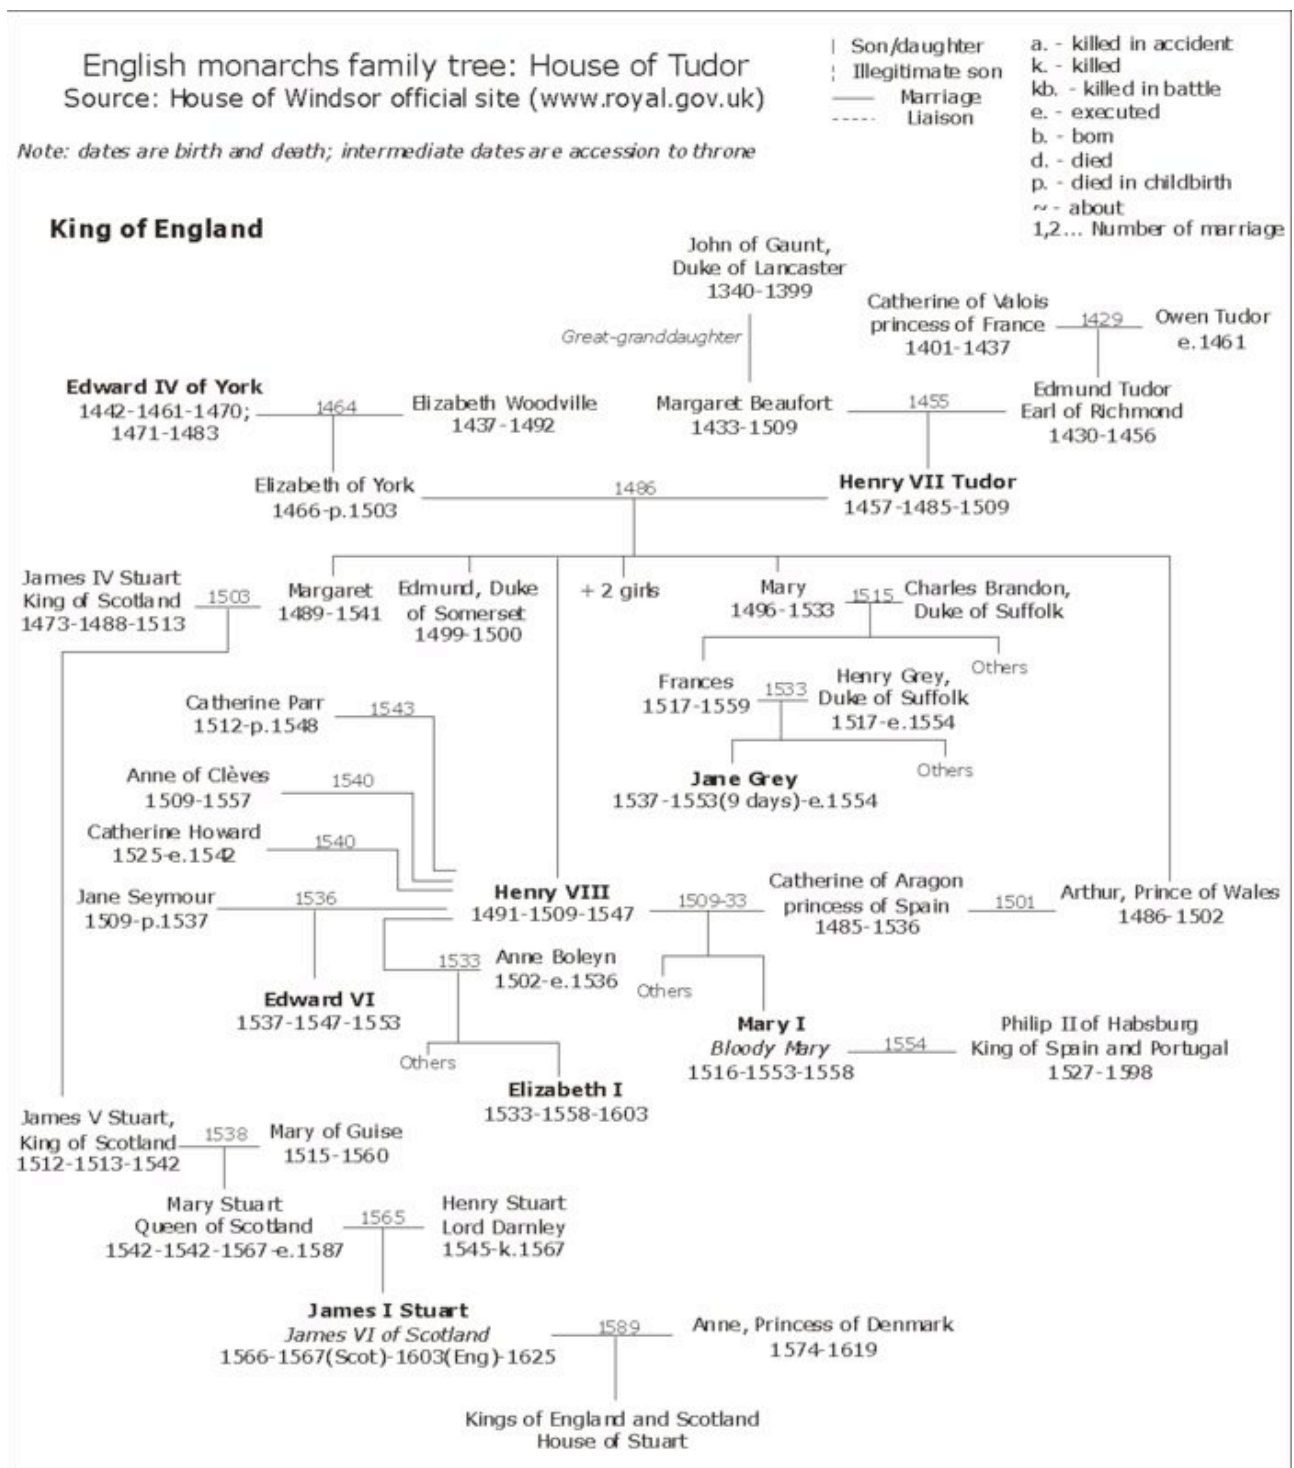 English monarchs family tree: House of Tudor
Source: House of Windsor official site (www.royal.gov.uk)
Note: dates are birth and death; intermediate dates are accession to throne
Son/daughter
Illegitimate son
Marriage
Liaison
a. - killed in accident
k. - killed
kb. - killed in battle
e. - executed
b. - born
d. - died
p. - died in childbirth
~ - about
1,2... Number of marriage
King of England
John of Gaunt,
Duke of Lancaster
1340-1399
Great-granddaughter
Catherine of Valois
princess of France
1401-1437
1429
Owen Tudor
e.1461
Edward IV of York
1442-1461-1470;
1471-1483
1464
Elizabeth Woodville
1437-1492
Margaret Beaufort
1433-1509
1455
Edmund Tudor
Earl of Richmond
1430-1456
Elizabeth of York
1466-p.1503
1486
Henry VII Tudor
1457-1485-1509
James IV Stuart
King of Scotland
1473-1488-1513
1503
Margaret
1489-1541
Edmund, Duke
of Somerset
1499-1500
+ 2 girls
Mary
1496-1533
1515
Charles Brandon,
Duke of Suffolk
Others
Frances
1517-1559
1533
Henry Grey,
Duke of Suffolk
1517-e.1554
Others
Jane Grey
1537-1553(9 days)-e.1554
Catherine Parr
1512-p.1548
1543
Anne of Clèves
1509-1557
1540
Catherine Howard
1525-e.1542
1540
Jane Seymour
1509-p.1537
1536
Henry VIII
1491-1509-1547
1509-33
Catherine of Aragon
princess of Spain
1485-1536
1501
Arthur, Prince of Wales
1486-1502
1533
Anne Boleyn
1502-e.1536
Others
Edward VI
1537-1547-1553
Mary I
Bloody Mary
1516-1553-1558
1554
Philip II of Habsburg
King of Spain and Portugal
1527-1598
Others
Elizabeth I
1533-1558-1603
James V Stuart,
King of Scotland
1512-1513-1542
1538
Mary of Guise
1515-1560
Mary Stuart
Queen of Scotland
1542-1542-1567-e.1587
1565
Henry Stuart
Lord Darnley
1545-k.1567
James I Stuart
James VI of Scotland
1566-1567(Scot)-1603(Eng)-1625
1589
Anne, Princess of Denmark
1574-1619
Kings of England and Scotland
House of Stuart